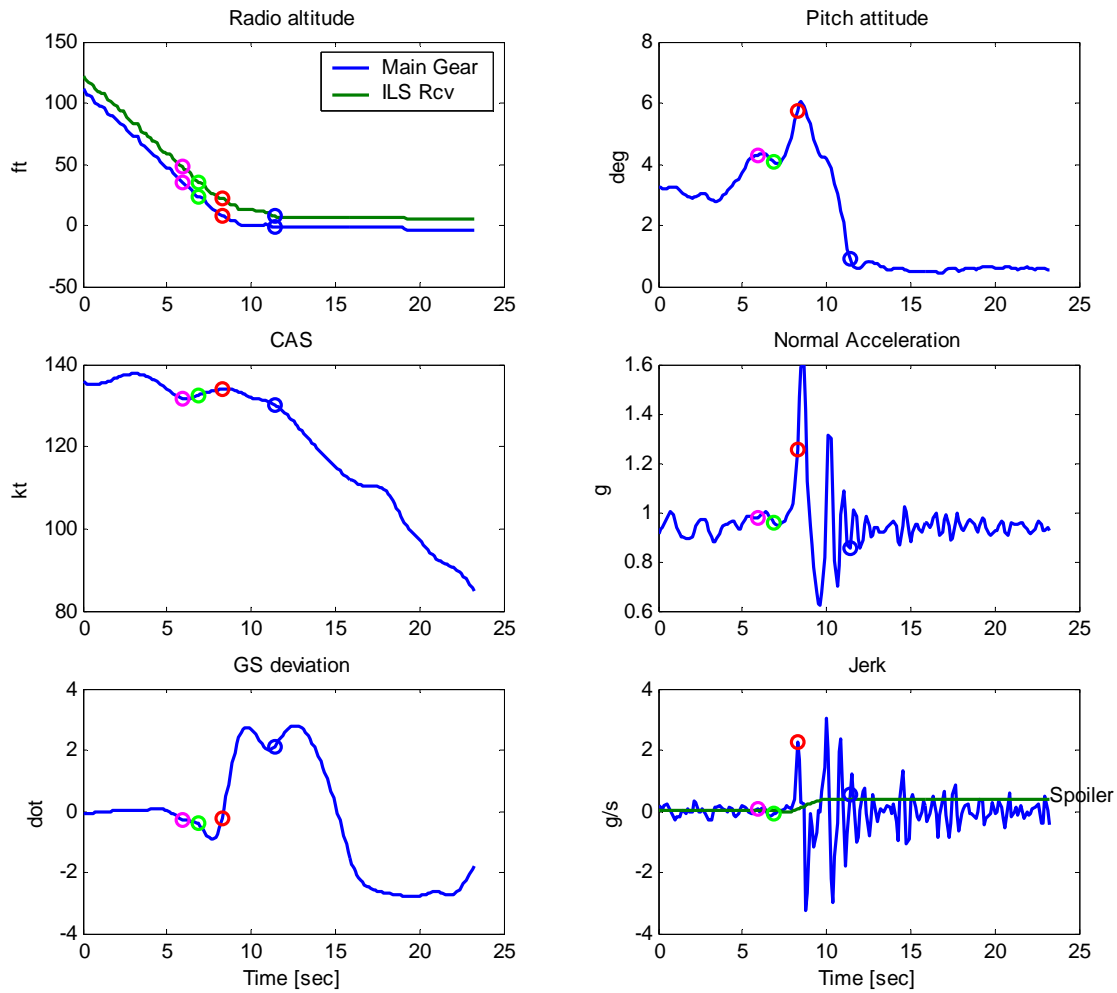 Radio altitude
150
100
50
0
-50
ft
Main Gear
ILS Rcv
0 5 10 15 20 25
Pitch attitude
8
6
4
2
0
deg
0 5 10 15 20 25
CAS
140
120
100
80
kt
0 5 10 15 20 25
Normal Acceleration
1.6
1.4
1.2
1
0.8
0.6
g
0 5 10 15 20 25
GS deviation
4
2
0
-2
-4
dot
0 5 10 15 20 25
Time [sec]
Jerk
4
2
0
-2
-4
g/s
Spoiler
0 5 10 15 20 25
Time [sec]